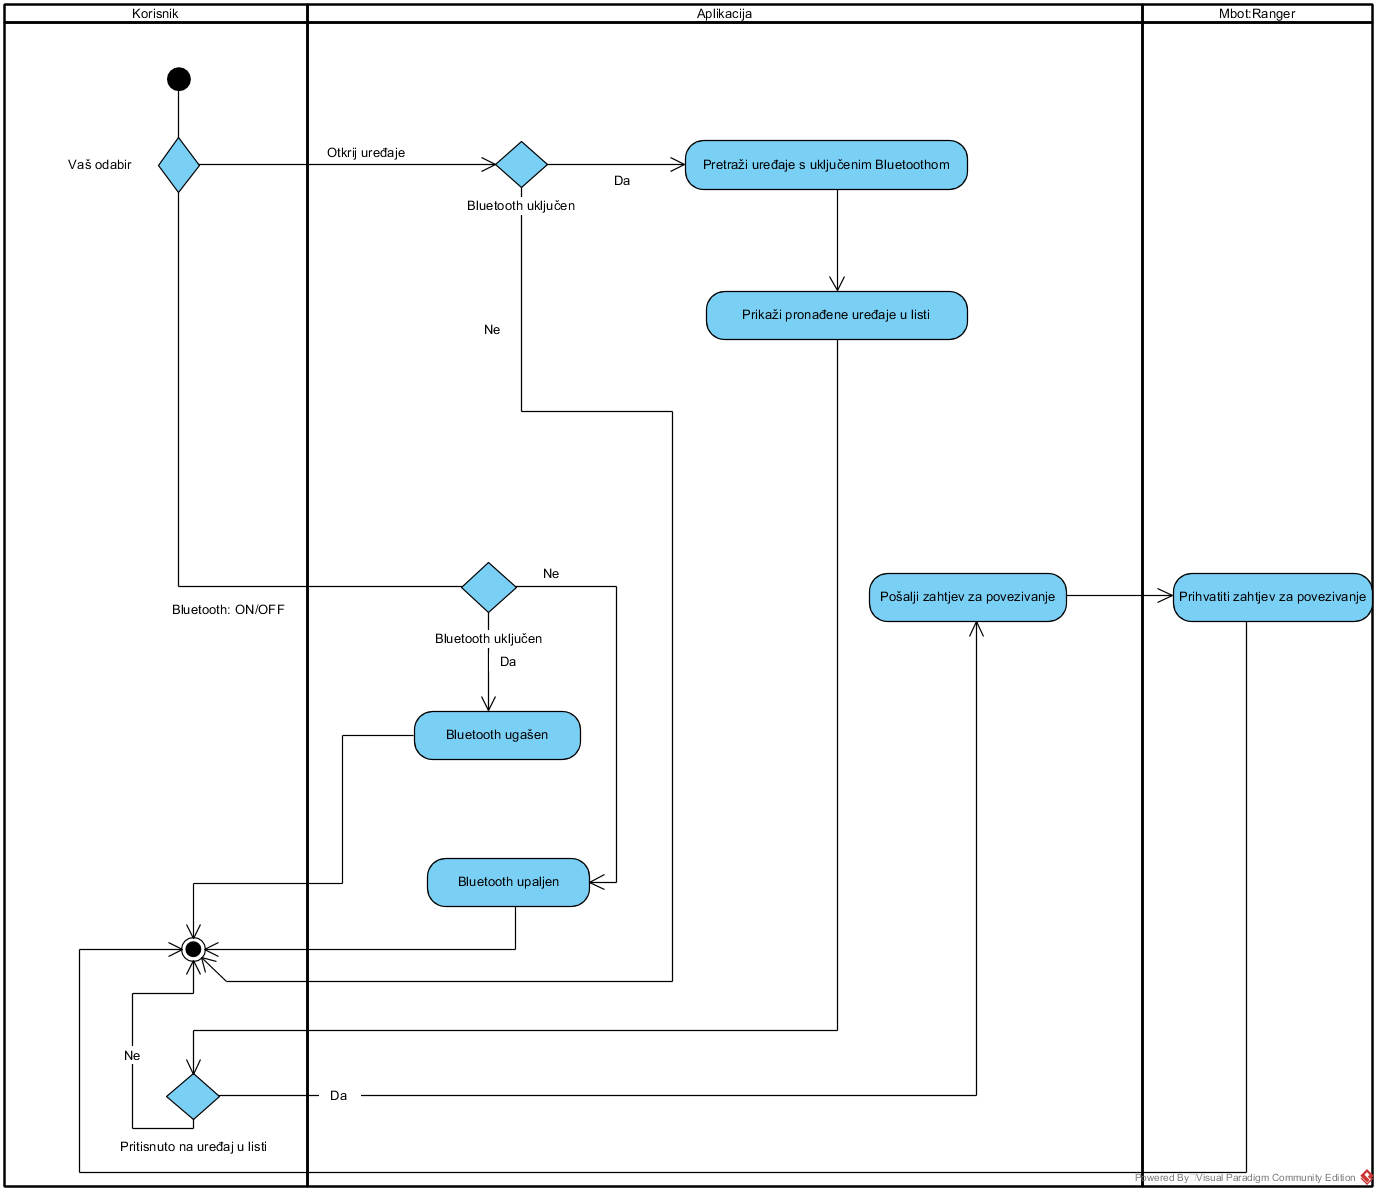 Korisnik
Aplikacija
Mbot:Ranger
Vaš odabir
Otkrij uređaje
Da
Bluetooth uključen
Pretraži uređaje s uključenim Bluetoothom
Prikaži pronađene uređaje u listi
Ne
Ne
Bluetooth: ON/OFF
Bluetooth uključen
Da
Pošalji zahtjev za povezivanje
Prihvatiti zahtjev za povezivanje
Bluetooth ugašen
Bluetooth upaljen
Ne
Da
Pritisnuto na uređaj u listi
Powered By Visual Paradigm Community Edition